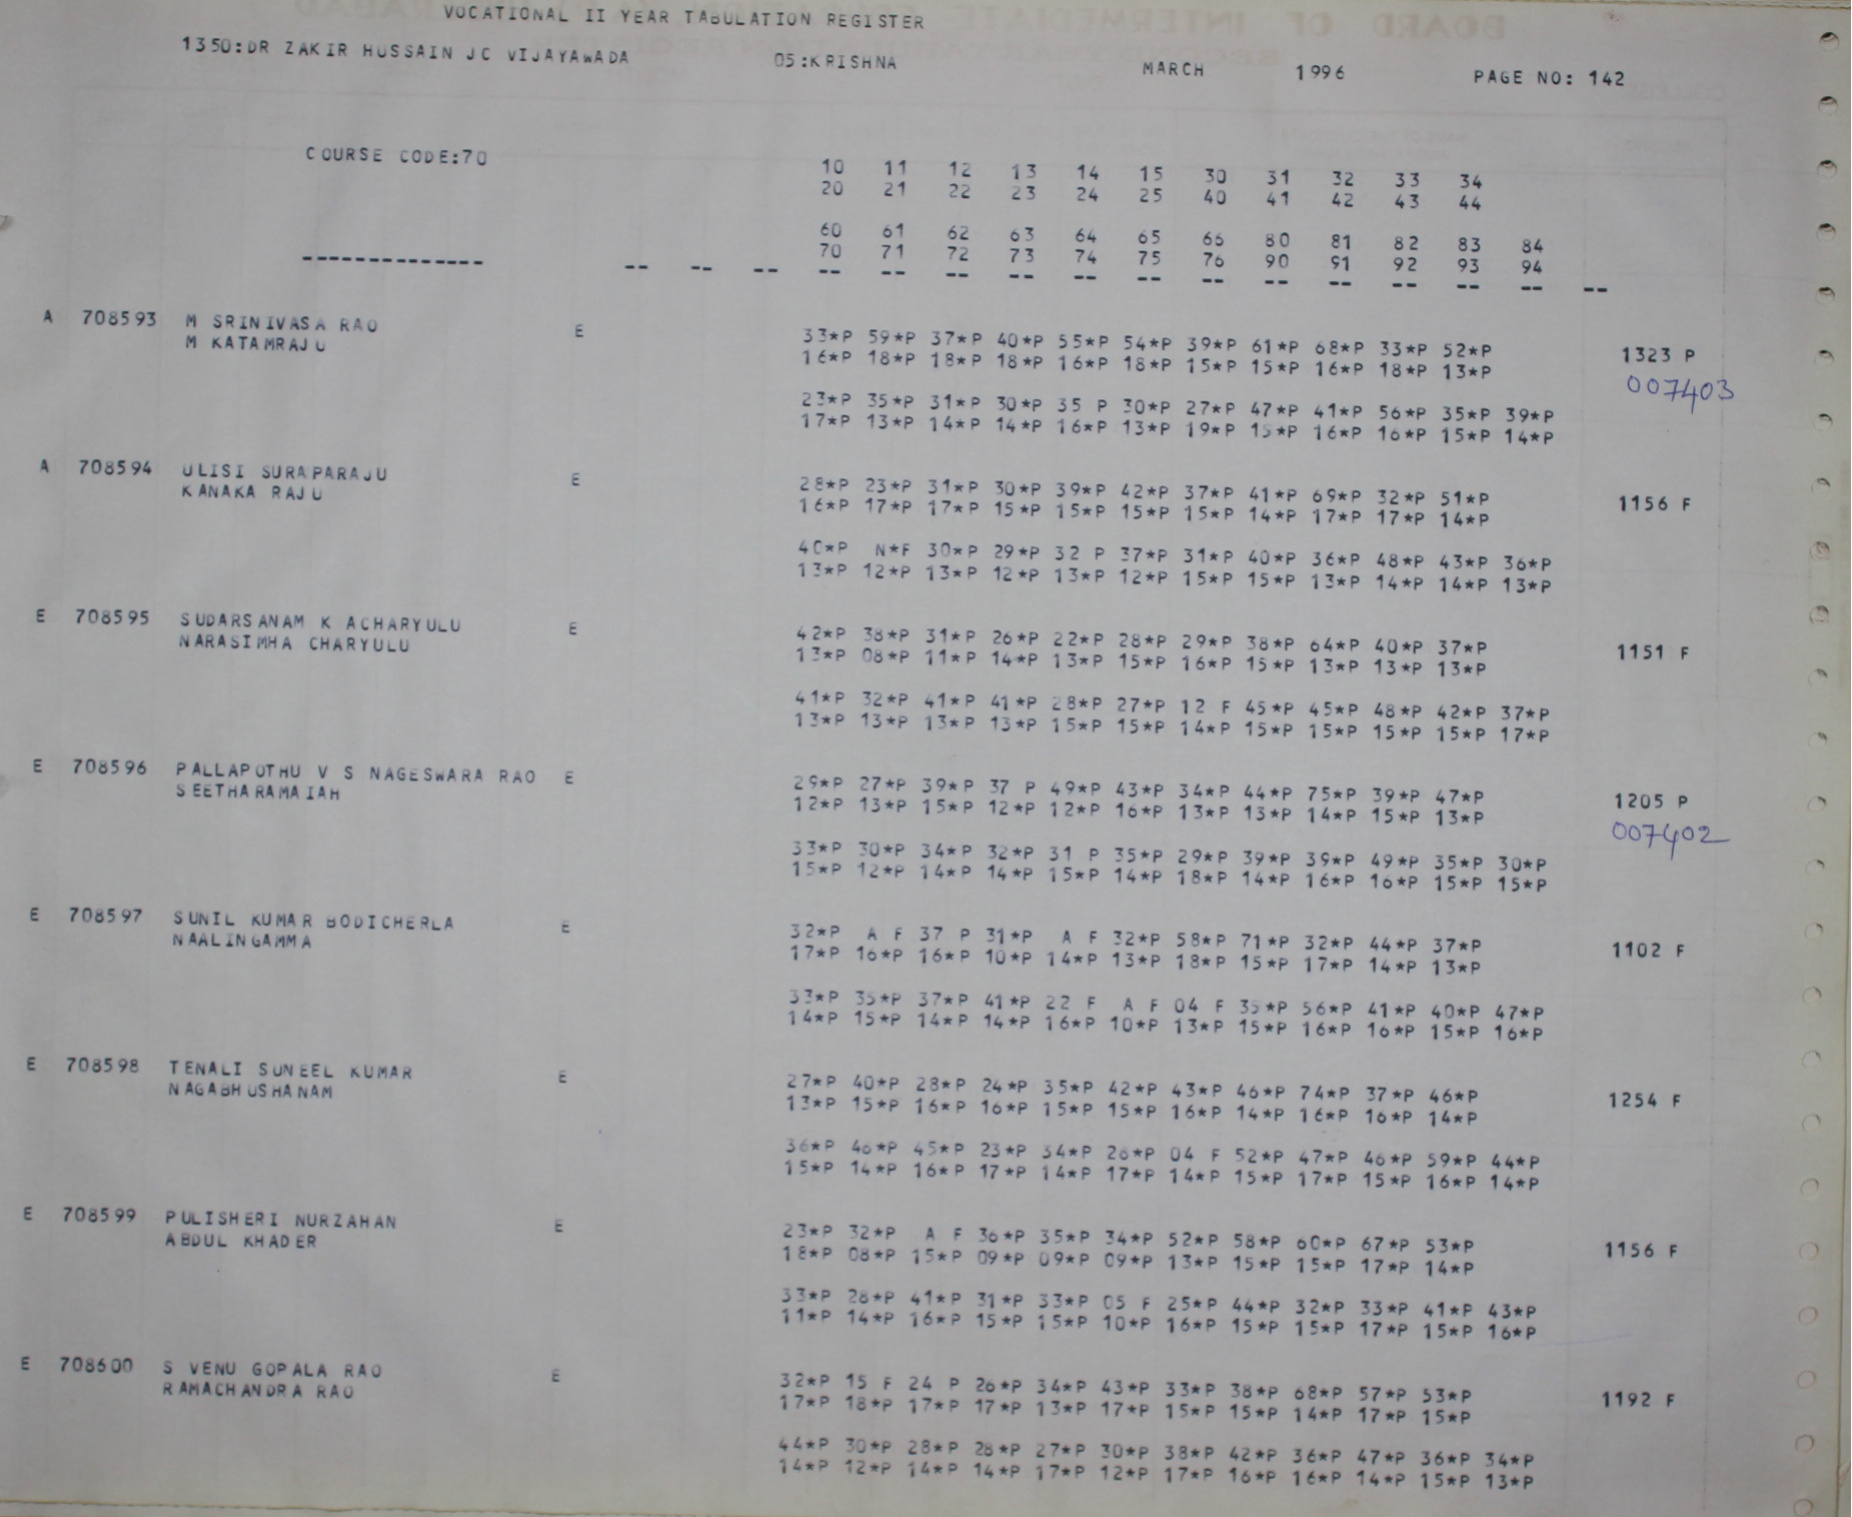 VOCATIONAL II YEAR TABULATION REGISTER
1350:DR ZAKIR HUSSAIN JC VIJAYAWADA 05:KRISHNA MARCH 1996 PAGE NO: 142
COURSE CODE:70
10 11 12 13 14 15 30 31 32 33 34
20 21 22 23 24 25 40 41 42 43 44
60 61 62 63 64 65 66 80 81 82 83 84
70 71 72 73 74 75 76 90 91 92 93 94
-------------- -- -- -- -- -- -- -- -- -- -- -- -- -- -- -- --
A 708593 M SRINIVASA RAO E 33*P 59*P 37*P 40*P 55*P 54*P 39*P 61*P 68*P 33*P 52*P 1323 P
M KATAMRAJU 16*P 18*P 18*P 18*P 16*P 18*P 15*P 15*P 16*P 18*P 13*P
007403
23*P 35*P 31*P 30*P 35 P 30*P 27*P 47*P 41*P 56*P 35*P 39*P
17*P 13*P 14*P 14*P 16*P 13*P 19*P 15*P 16*P 16*P 15*P 14*P
A 708594 ULISI SURAPARAJU E 28*P 23*P 31*P 30*P 39*P 42*P 37*P 41*P 69*P 32*P 51*P 1156 F
KANAKA RAJU 16*P 17*P 17*P 15*P 15*P 15*P 15*P 14*P 17*P 17*P 14*P
40*P N*F 30*P 29*P 32 P 37*P 31*P 40*P 36*P 48*P 43*P 36*P
13*P 12*P 13*P 12*P 13*P 12*P 15*P 15*P 13*P 14*P 14*P 13*P
E 708595 SUDARSANAM K ACHARYULU E 42*P 38*P 31*P 26*P 22*P 28*P 29*P 38*P 64*P 40*P 37*P 1151 F
NARASIMHA CHARYULU 13*P 08*P 11*P 14*P 13*P 15*P 16*P 15*P 13*P 13*P 13*P
41*P 32*P 41*P 41*P 28*P 27*P 12 F 45*P 45*P 48*P 42*P 37*P
13*P 13*P 13*P 13*P 15*P 15*P 14*P 15*P 15*P 15*P 15*P 17*P
E 708596 PALLAPOTHU V S NAGESWARA RAO E 29*P 27*P 39*P 37 P 49*P 43*P 34*P 44*P 75*P 39*P 47*P 1205 P
SEETHARAMAIAH 12*P 13*P 15*P 12*P 12*P 16*P 13*P 13*P 14*P 15*P 13*P
007402
33*P 30*P 34*P 32*P 31 P 35*P 29*P 39*P 39*P 49*P 35*P 30*P
15*P 12*P 14*P 14*P 15*P 14*P 18*P 14*P 16*P 16*P 15*P 15*P
E 708597 SUNIL KUMAR BODICHERLA E 32*P A F 37 P 31*P A F 32*P 58*P 71*P 32*P 44*P 37*P 1102 F
NAALINGAMMA 17*P 16*P 16*P 10*P 14*P 13*P 18*P 15*P 17*P 14*P 13*P
33*P 35*P 37*P 41*P 22 F A F 04 F 35*P 56*P 41*P 40*P 47*P
14*P 15*P 14*P 14*P 16*P 10*P 13*P 15*P 16*P 16*P 15*P 16*P
E 708598 TENALI SUNEEL KUMAR E 27*P 40*P 28*P 24*P 35*P 42*P 43*P 46*P 74*P 37*P 46*P 1254 F
NAGABHUSHANAM 13*P 15*P 16*P 16*P 15*P 15*P 16*P 14*P 16*P 16*P 14*P
36*P 46*P 45*P 23*P 34*P 26*P 04 F 52*P 47*P 46*P 59*P 44*P
15*P 14*P 16*P 17*P 14*P 17*P 14*P 15*P 17*P 15*P 16*P 14*P
E 708599 PULISHERI NURZAHAN E 23*P 32*P A F 36*P 35*P 34*P 52*P 58*P 60*P 67*P 53*P 1156 F
ABDUL KHADER 18*P 08*P 15*P 09*P 09*P 09*P 13*P 15*P 15*P 17*P 14*P
33*P 28*P 41*P 31*P 33*P 05 F 25*P 44*P 32*P 33*P 41*P 43*P
11*P 14*P 16*P 15*P 15*P 10*P 16*P 15*P 15*P 17*P 15*P 16*P
E 708600 S VENU GOPALA RAO E 32*P 15 F 24 P 26*P 34*P 43*P 33*P 38*P 68*P 57*P 53*P 1192 F
RAMACHANDRA RAO 17*P 18*P 17*P 17*P 13*P 17*P 15*P 15*P 14*P 17*P 15*P
44*P 30*P 28*P 28*P 27*P 30*P 38*P 42*P 36*P 47*P 36*P 34*P
14*P 12*P 14*P 14*P 17*P 12*P 17*P 16*P 16*P 14*P 15*P 13*P